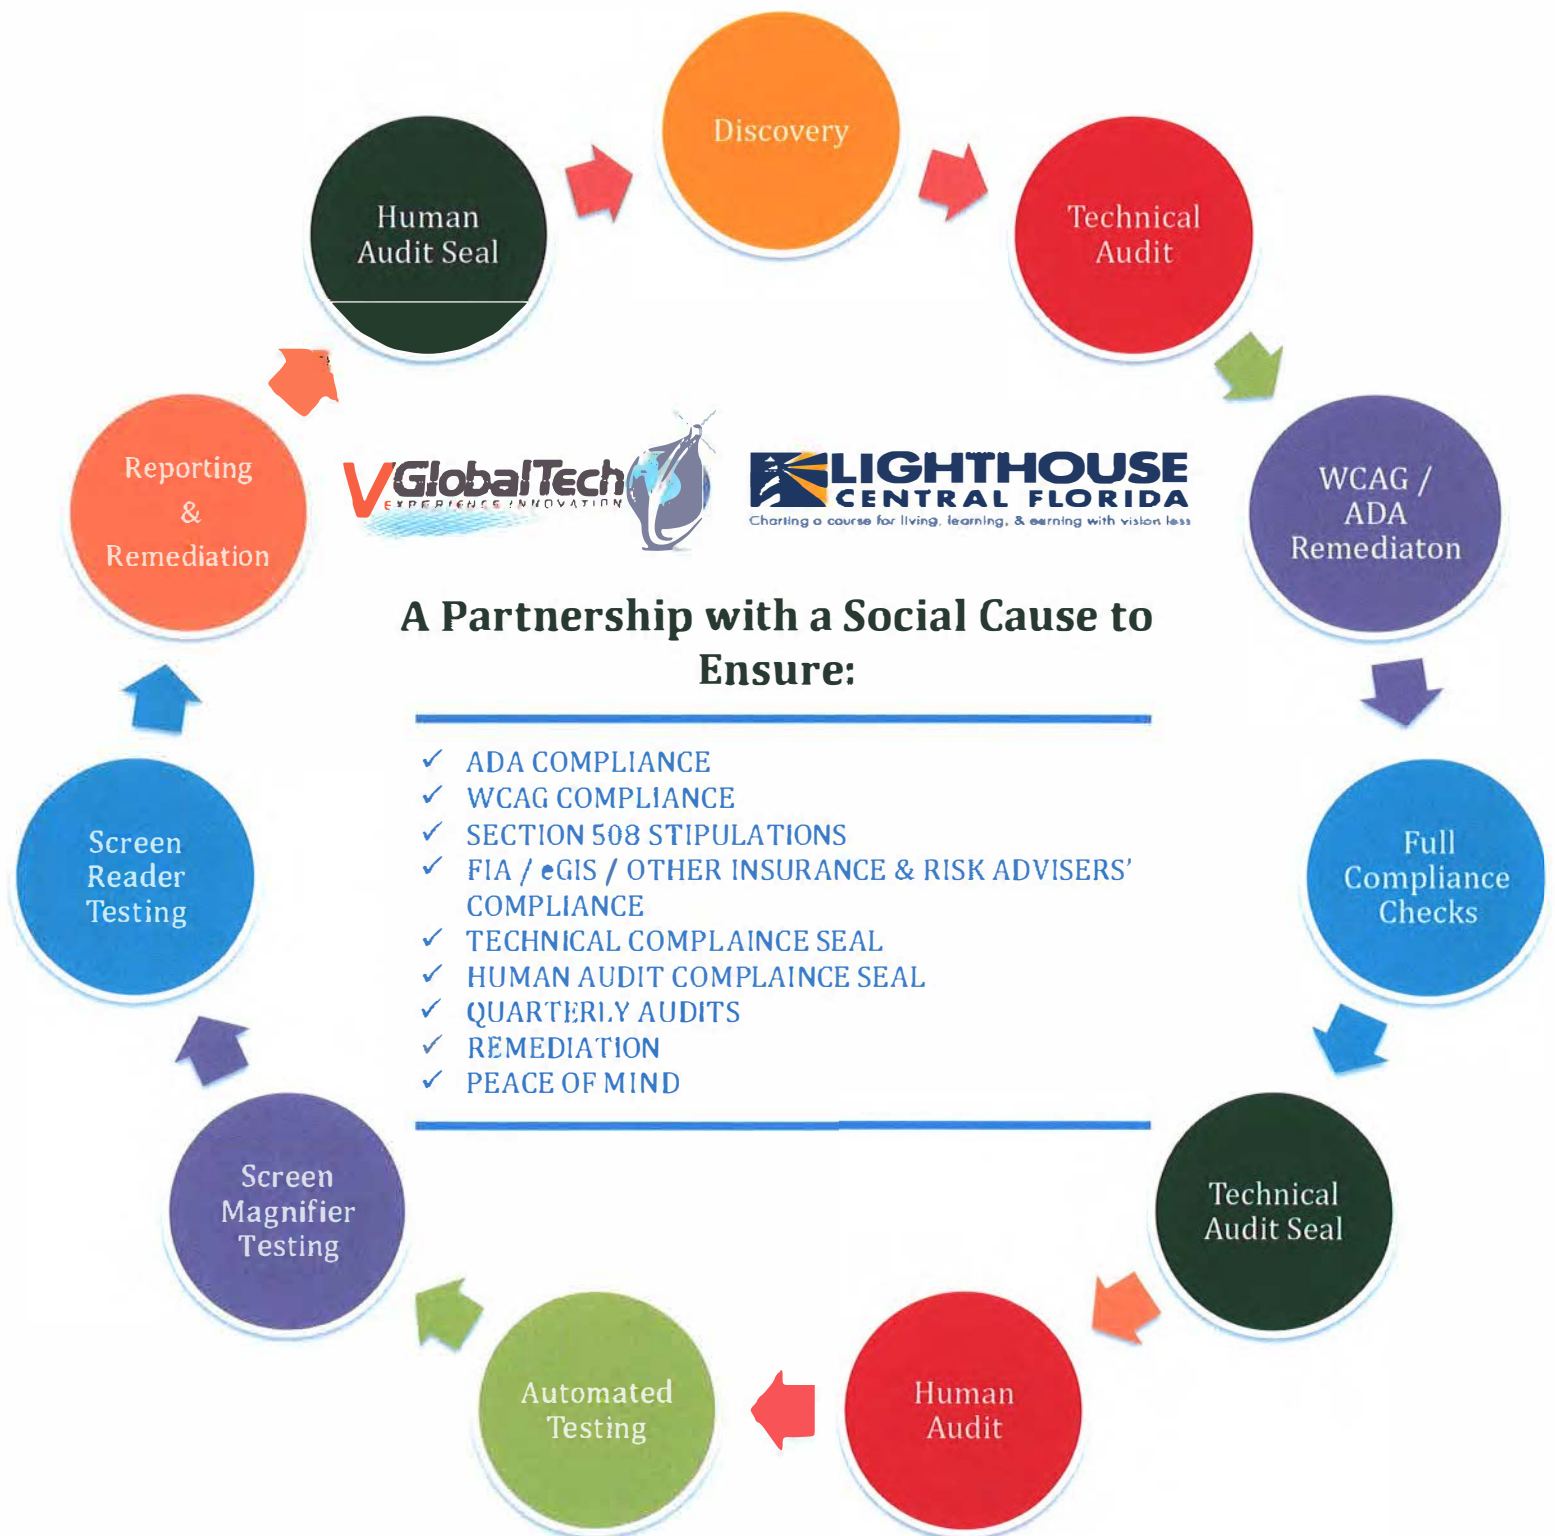 Discovery
Technical
Audit
WCAG /
ADA
Remediaton
Full
Compliance
Checks
Technical
Audit Seal
Human
Audit
Automated
Testing
Screen
Magnifier
Testing
Screen
Reader
Testing
Reporting
&
Remediation
Human
Audit Seal
VGlobalTech
EXPERIENCE INNOVATION
LIGHTHOUSE
CENTRAL FLORIDA
Charting a course for living, learning, & earning with vision loss
A Partnership with a Social Cause to
Ensure:
✓ ADA COMPLIANCE
✓ WCAG COMPLIANCE
✓ SECTION 508 STIPULATIONS
✓ FIA / eGIS / OTHER INSURANCE & RISK ADVISERS’
COMPLIANCE
✓ TECHNICAL COMPLAINCE SEAL
✓ HUMAN AUDIT COMPLAINCE SEAL
✓ QUARTERLY AUDITS
✓ REMEDIATION
✓ PEACE OF MIND